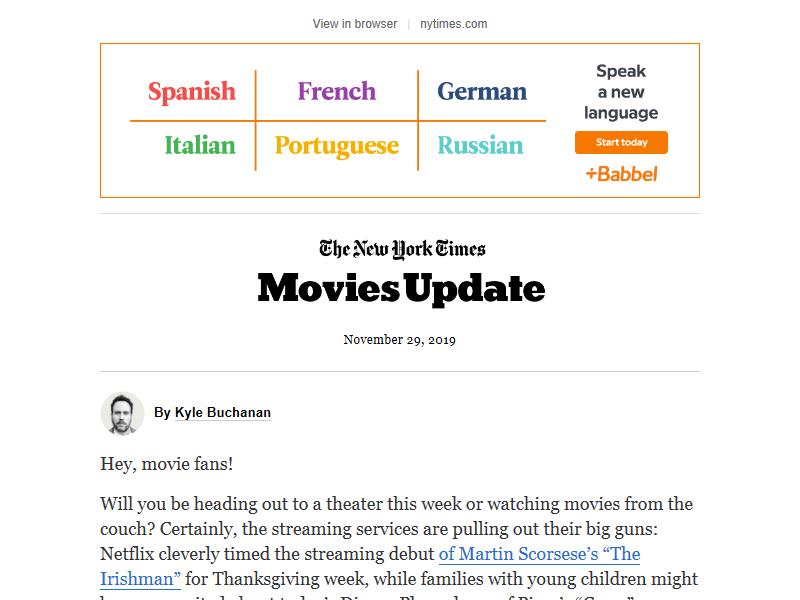 View in browser | nytimes.com
Spanish French German
Italian Portuguese Russian
Speak
a new
language
Start today
+Babbel
The New York Times
Movies Update
November 29, 2019
By Kyle Buchanan
Hey, movie fans!
Will you be heading out to a theater this week or watching movies from the
couch? Certainly, the streaming services are pulling out their big guns:
Netflix cleverly timed the streaming debut of Martin Scorsese’s “The
Irishman” for Thanksgiving week, while families with young children might